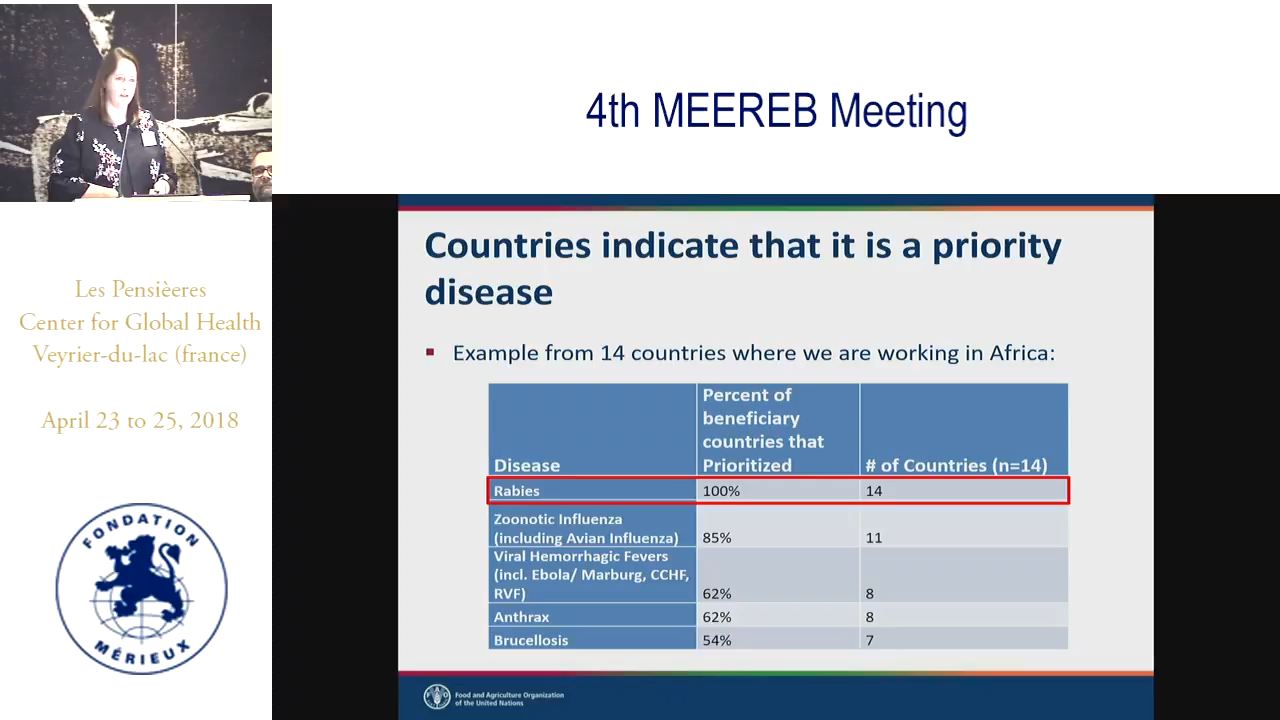 4th MEEREB Meeting
Les Pensièeres
Center for Global Health
Veyrier-du-lac (france)
April 23 to 25, 2018
FONDATION
MÉRIEUX
Countries indicate that it is a priority
disease
Example from 14 countries where we are working in Africa:
Disease
Percent of
beneficiary
countries that
Prioritized
# of Countries (n=14)
Rabies 100% 14
Zoonotic Influenza
(including Avian Influenza) 85% 11
Viral Hemorrhagic Fevers
(incl. Ebola/ Marburg, CCHF,
RVF) 62% 8
Anthrax 62% 8
Brucellosis 54% 7
Food and Agriculture Organization
of the United Nations